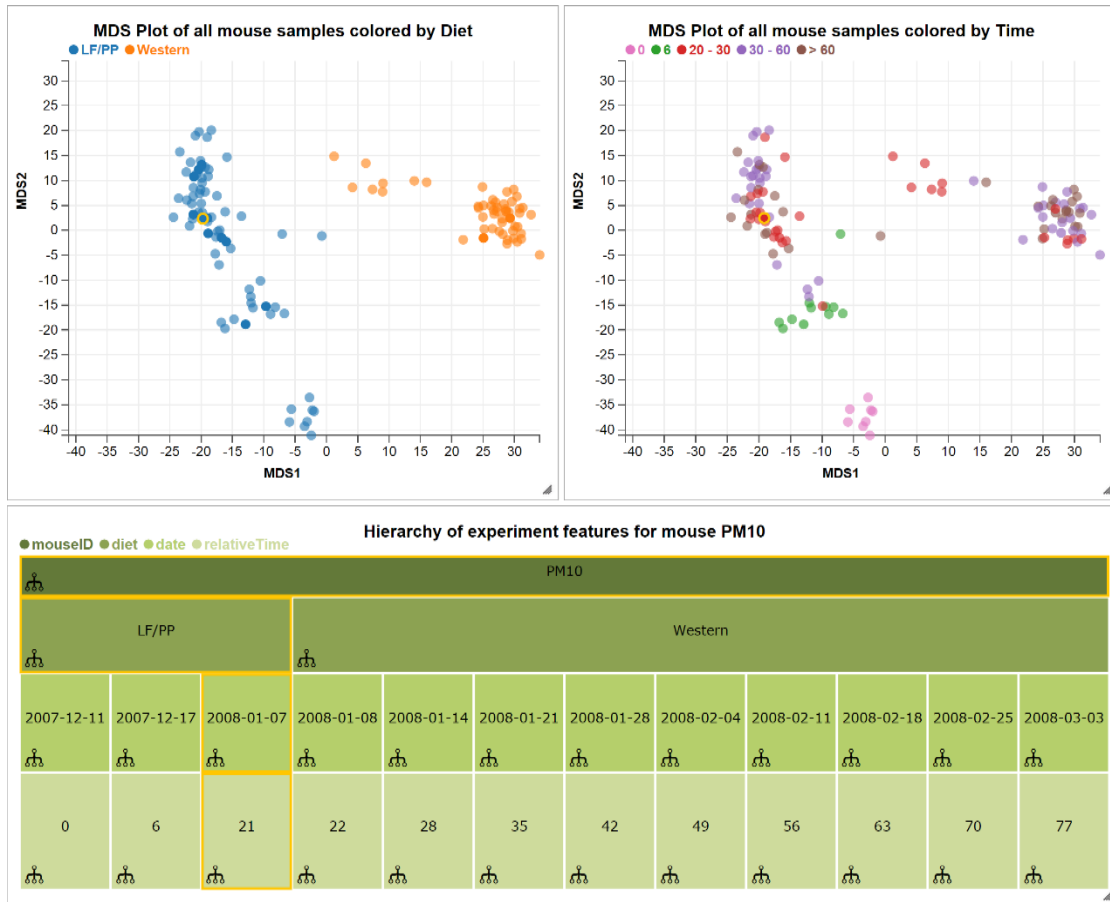 MDS Plot of all mouse samples colored by Diet
LF/PP Western
30
25
20
15
10
5
0
-5
-10
-15
-20
-25
-30
-35
-40
MDS2
-40 -35 -30 -25 -20 -15 -10 -5 0 5 10 15 20 25 30
MDS1
MDS Plot of all mouse samples colored by Time
0 6 20 - 30 30 - 60 > 60
30
25
20
15
10
5
0
-5
-10
-15
-20
-25
-30
-35
-40
MDS2
-40 -35 -30 -25 -20 -15 -10 -5 0 5 10 15 20 25 30
MDS1
Hierarchy of experiment features for mouse PM10
mouseID diet date relativeTime
PM10
LF/PP Western
2007-12-11 2007-12-17 2008-01-07 2008-01-08 2008-01-14 2008-01-21 2008-01-28 2008-02-04 2008-02-11 2008-02-18 2008-02-25 2008-03-03
0 6 21 22 28 35 42 49 56 63 70 77